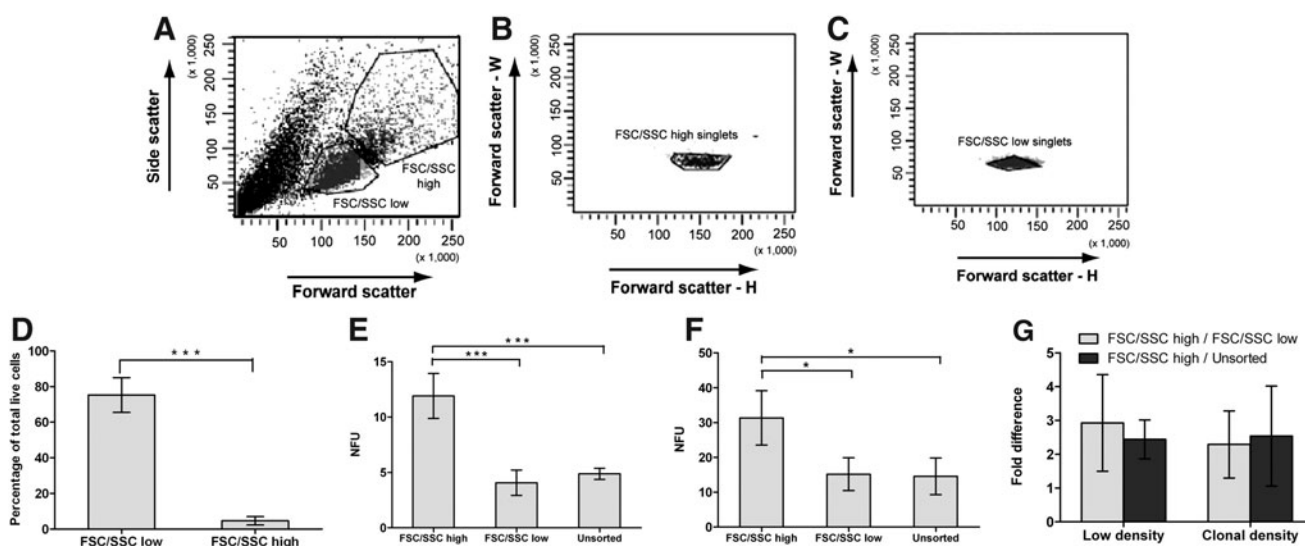 A
Side scatter
(x 1,000)
250
200
150
100
50
FSC/SSC high
FSC/SSC low
50 100 150 200 250
(x 1,000)
Forward scatter
B
Forward scatter - W
(x 1,000)
250
200
150
100
50
FSC/SSC high singlets
50 100 150 200 250
(x 1,000)
Forward scatter - H
C
Forward scatter - W
(x 1,000)
250
200
150
100
50
FSC/SSC low singlets
50 100 150 200 250
(x 1,000)
Forward scatter - H
D
Percentage of total live cells
100
80
60
40
20
0
***
FSC/SSC low FSC/SSC high
E
NFU
15
10
5
0
***
***
FSC/SSC high FSC/SSC low Unsorted
F
NFU
50
40
30
20
10
0
*
*
FSC/SSC high FSC/SSC low Unsorted
G
FSC/SSC high / FSC/SSC low
FSC/SSC high / Unsorted
Fold difference
5
4
3
2
1
0
Low density Clonal density